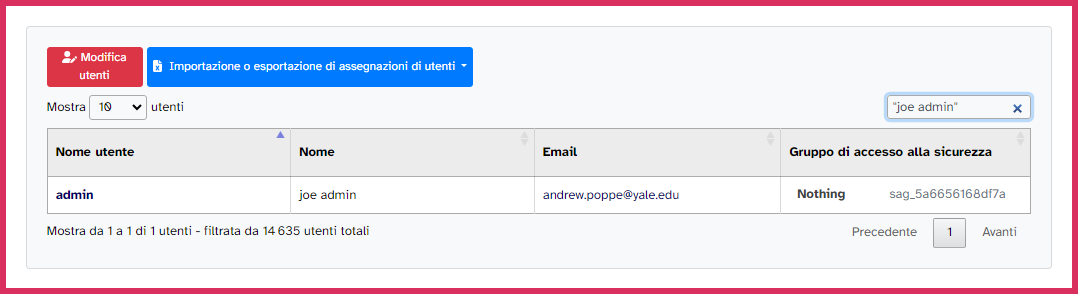 Modifica
utenti
Importazione o esportazione di assegnazioni di utenti
Mostra 10 utenti
"joe admin"
Nome utente Nome Email Gruppo di accesso alla sicurezza
admin joe admin andrew.poppe@yale.edu Nothing sag_5a6656168df7a
Mostra da 1 a 1 di 1 utenti - filtrata da 14 635 utenti totali
Precedente 1 Avanti